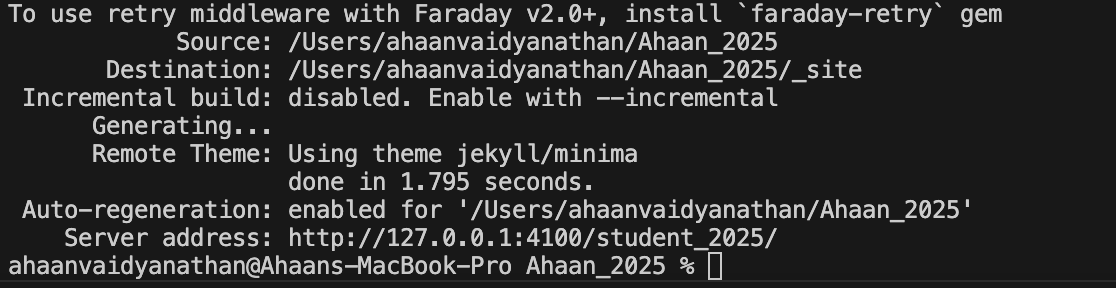 To use retry middleware with Faraday v2.0+, install `faraday-retry` gem
Source: /Users/ahaanvaidyanathan/Ahaan_2025
Destination: /Users/ahaanvaidyanathan/Ahaan_2025/_site
Incremental build: disabled. Enable with --incremental
Generating...
Remote Theme: Using theme jekyll/minima
done in 1.795 seconds.
Auto-regeneration: enabled for '/Users/ahaanvaidyanathan/Ahaan_2025'
Server address: http://127.0.0.1:4100/student_2025/
ahaanvaidyanathan@Ahaans-MacBook-Pro Ahaan_2025 %